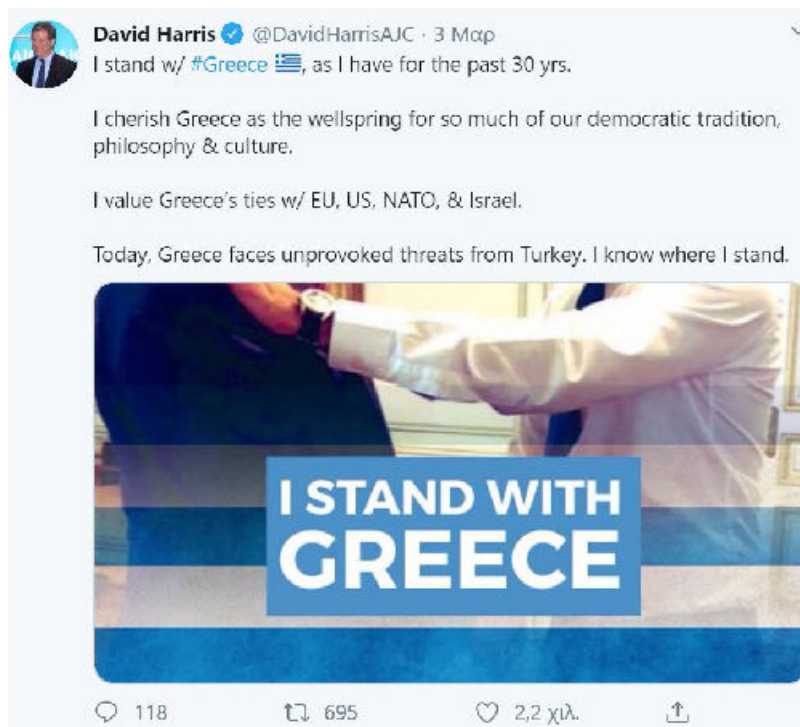 David Harris @DavidHarrisAJC · 3 Μαρ
I stand w/ #Greece 🇬🇷, as I have for the past 30 yrs.
I cherish Greece as the wellspring for so much of our democratic tradition,
philosophy & culture.
I value Greece's ties w/ EU, US, NATO, & Israel.
Today, Greece faces unprovoked threats from Turkey. I know where I stand.
I STAND WITH
GREECE
118 695 2,2 χιλ.